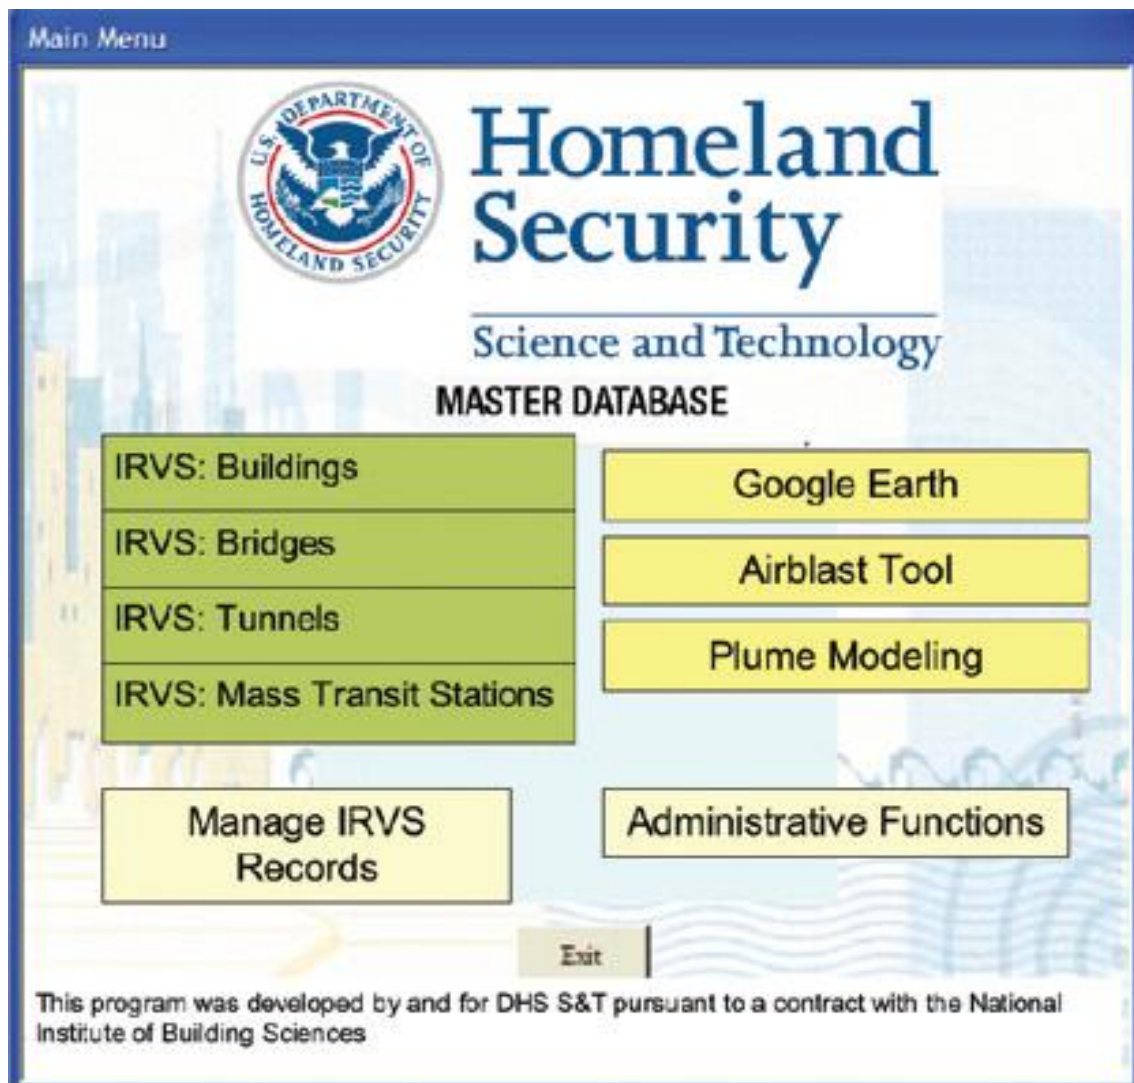 Main Menu
U.S. DEPARTMENT OF
HOMELAND SECURITY
Homeland
Security
Science and Technology
MASTER DATABASE
IRVS: Buildings
IRVS: Bridges
IRVS: Tunnels
IRVS: Mass Transit Stations
Google Earth
Airblast Tool
Plume Modeling
Manage IRVS
Records
Administrative Functions
Exit
This program was developed by and for DHS S&T pursuant to a contract with the National
Institute of Building Sciences